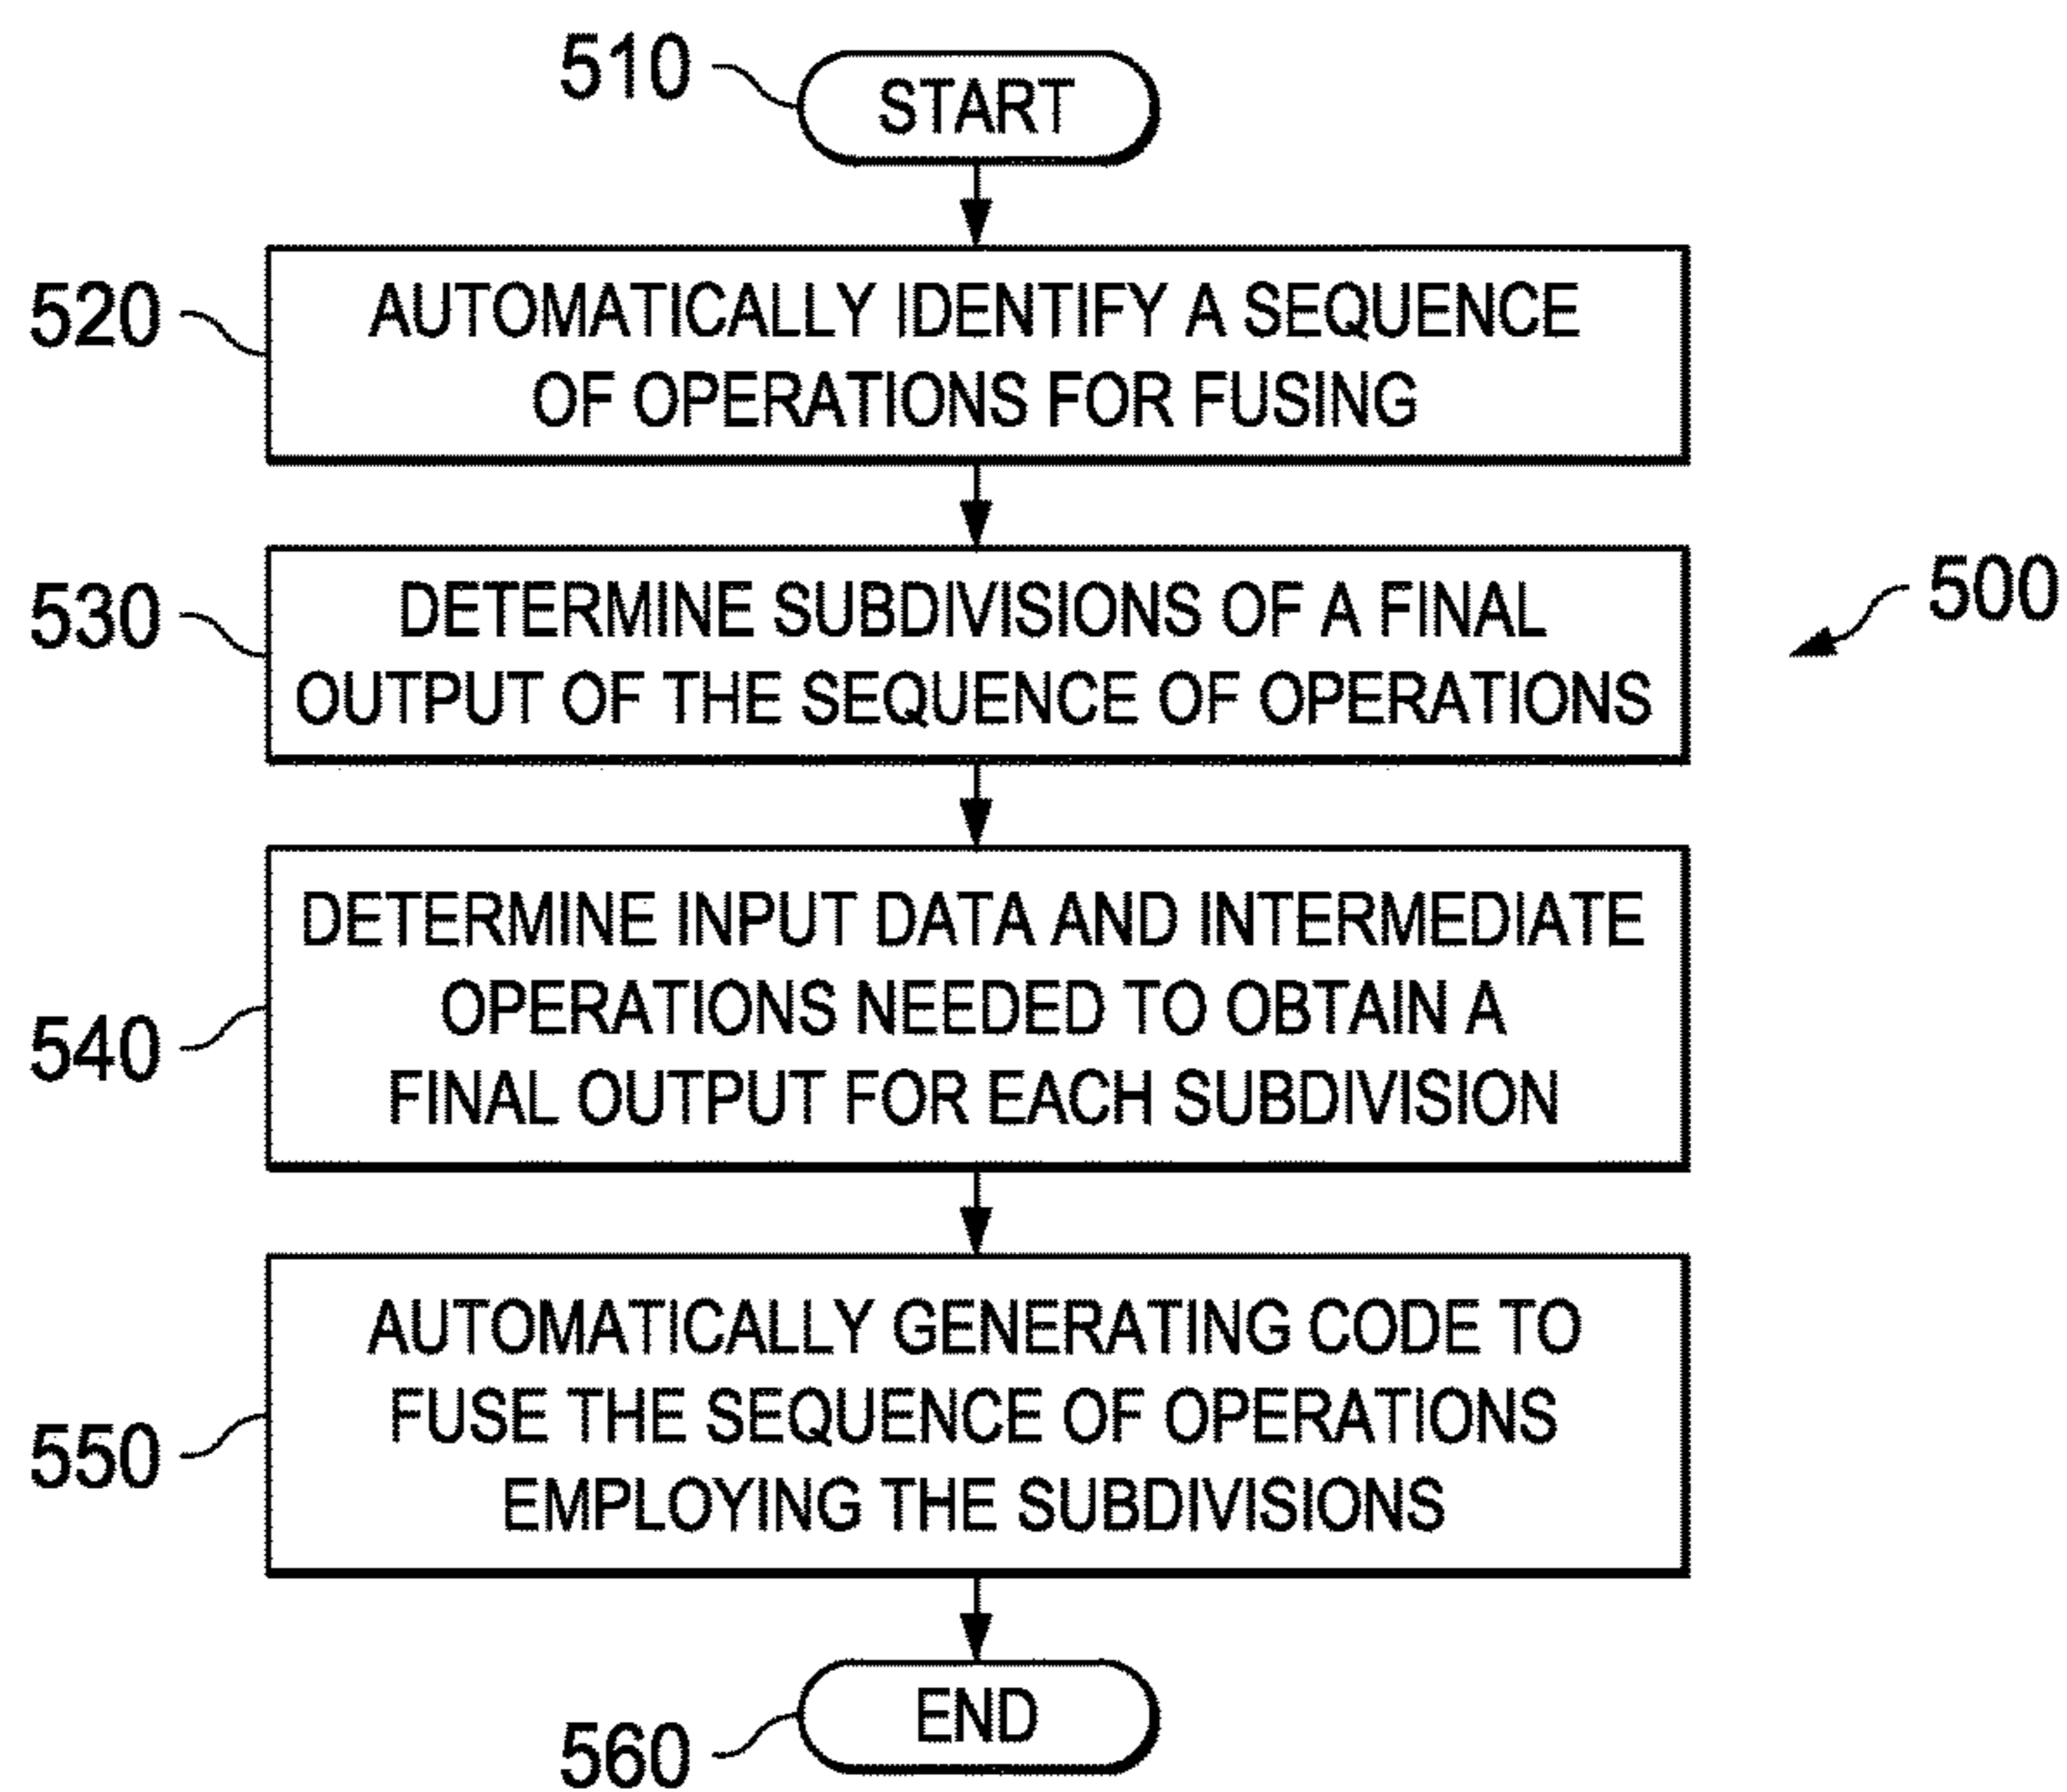 510
START
520
AUTOMATICALLY IDENTIFY A SEQUENCE
OF OPERATIONS FOR FUSING
530
DETERMINE SUBDIVISIONS OF A FINAL
OUTPUT OF THE SEQUENCE OF OPERATIONS
500
540
DETERMINE INPUT DATA AND INTERMEDIATE
OPERATIONS NEEDED TO OBTAIN A
FINAL OUTPUT FOR EACH SUBDIVISION
550
AUTOMATICALLY GENERATING CODE TO
FUSE THE SEQUENCE OF OPERATIONS
EMPLOYING THE SUBDIVISIONS
560
END